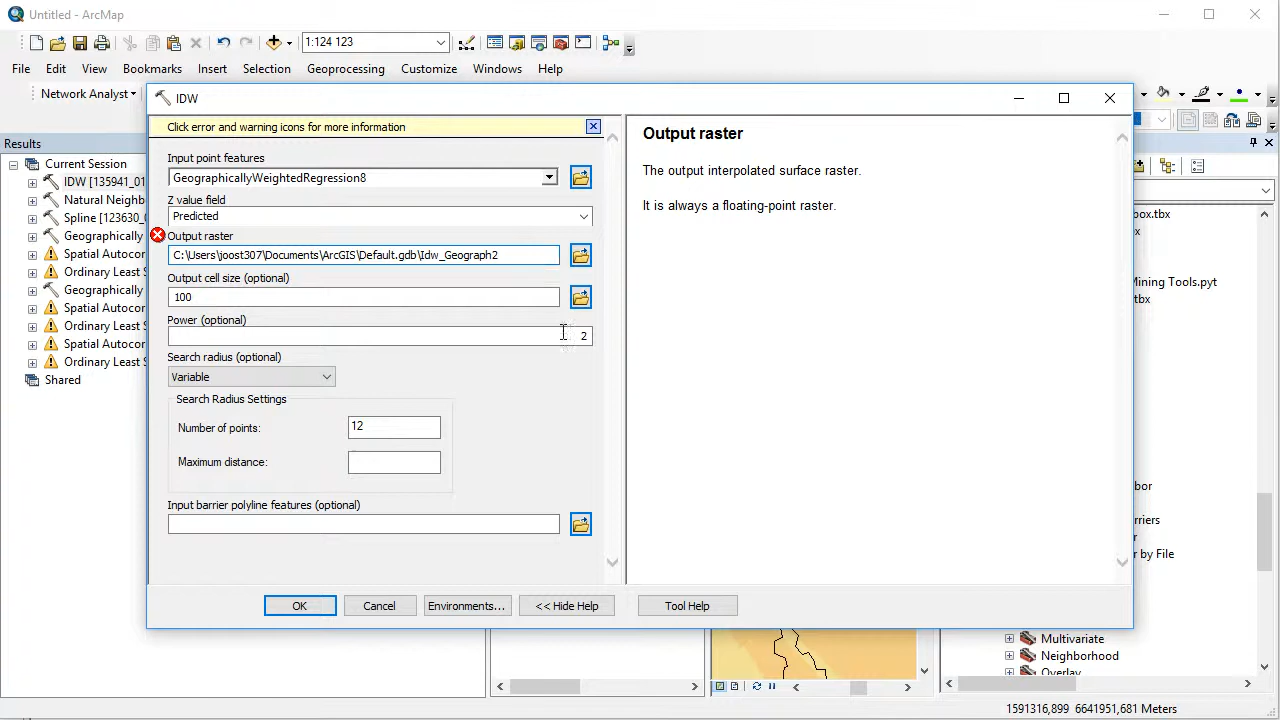 Untitled - ArcMap
1:124 123
File Edit View Bookmarks Insert Selection Geoprocessing Customize Windows Help
Network Analyst
IDW
Results
Current Session
IDW [135941_01
Natural Neighb
Spline [123630_0
Geographically
Spatial Autocor
Ordinary Least S
Geographically
Spatial Autocor
Ordinary Least S
Spatial Autocor
Ordinary Least S
Shared
Click error and warning icons for more information
Input point features
GeographicallyWeightedRegression8
Z value field
Predicted
Output raster
C:\Users\joost307\Documents\ArcGIS\Default.gdb\Idw_Geograph2
Output cell size (optional)
100
Power (optional)
2
Search radius (optional)
Variable
Search Radius Settings
Number of points:
12
Maximum distance:
Input barrier polyline features (optional)
OK Cancel Environments... << Hide Help Tool Help
Output raster
The output interpolated surface raster.
It is always a floating-point raster.
box.tbx
x
Mining Tools.pyt
tbx
bor
rriers
r
r by File
Multivariate
Neighborhood
Overlay
1591316,899 6641951,681 Meters